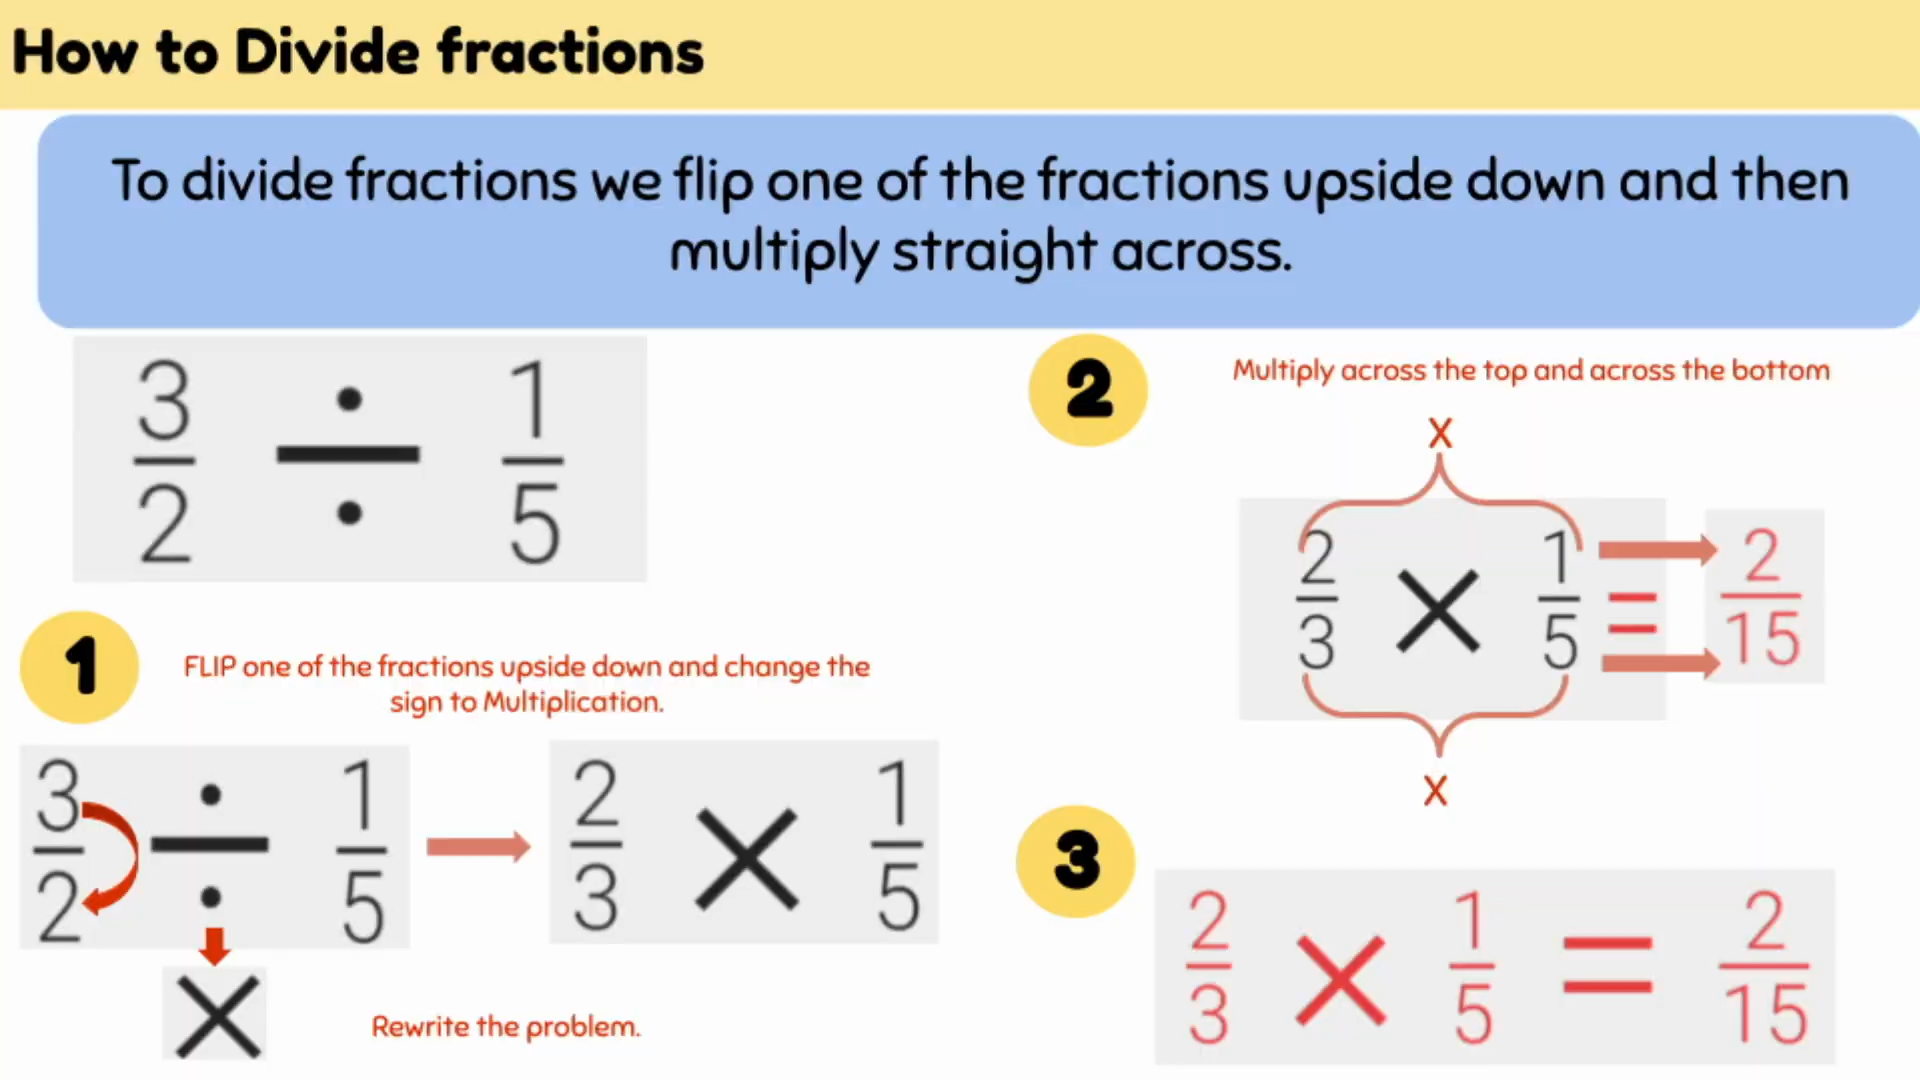 How to Divide fractions
To divide fractions we flip one of the fractions upside down and then
multiply straight across.
3/2 ÷ 1/5
1
FLIP one of the fractions upside down and change the
sign to Multiplication.
3/2 ÷ 1/5 → 2/3 × 1/5
×
Rewrite the problem.
2
Multiply across the top and across the bottom
x
2/3 × 1/5 = 2/15
x
3
2/3 × 1/5 = 2/15